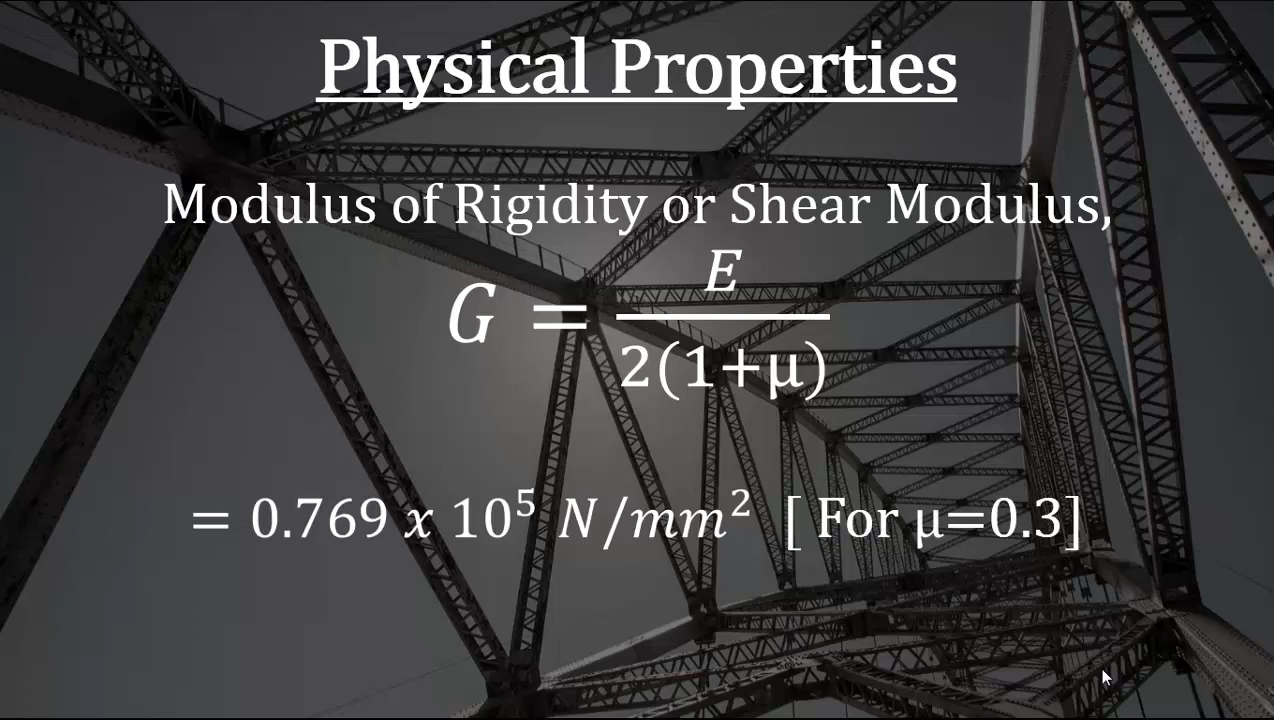 Physical Properties
Modulus of Rigidity or Shear Modulus,
G = E / 2(1+μ)
= 0.769 x 10⁵ N/mm² [ For μ=0.3]